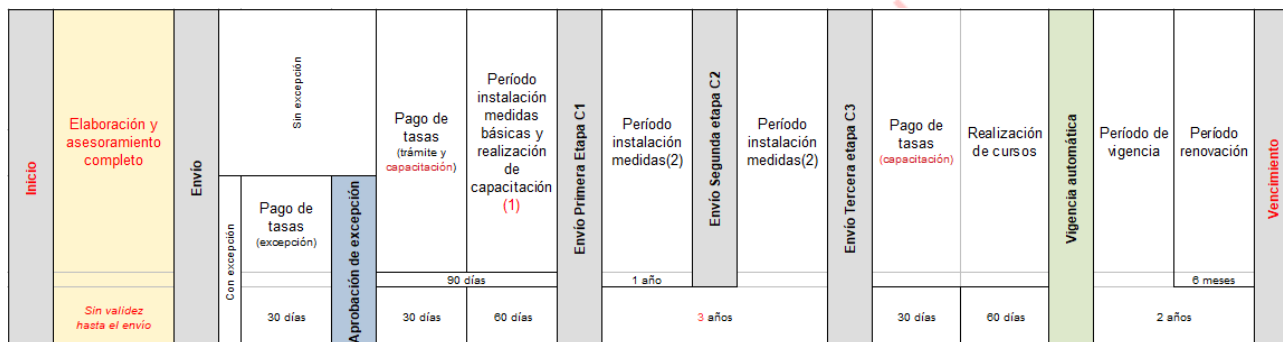 Inicio
Elaboración y
asesoramiento
completo
Sin validez
hasta el envío
Envío
Sin excepción
Con excepción
Pago de
tasas
(excepción)
30 días
Aprobación de excepción
Pago de
tasas
(trámite y
capacitación)
Período
instalación
medidas
básicas y
realización
de
capacitación
(1)
90 días
30 días
60 días
Envío Primera Etapa C1
Período
instalación
medidas(2)
1 año
Envío Segunda etapa C2
Período
instalación
medidas(2)
3 años
Envío Tercera etapa C3
Pago de
tasas
(capacitación)
30 días
Realización
de cursos
60 días
Vigencia automática
Período de
vigencia
Período
renovación
6 meses
2 años
Vencimiento